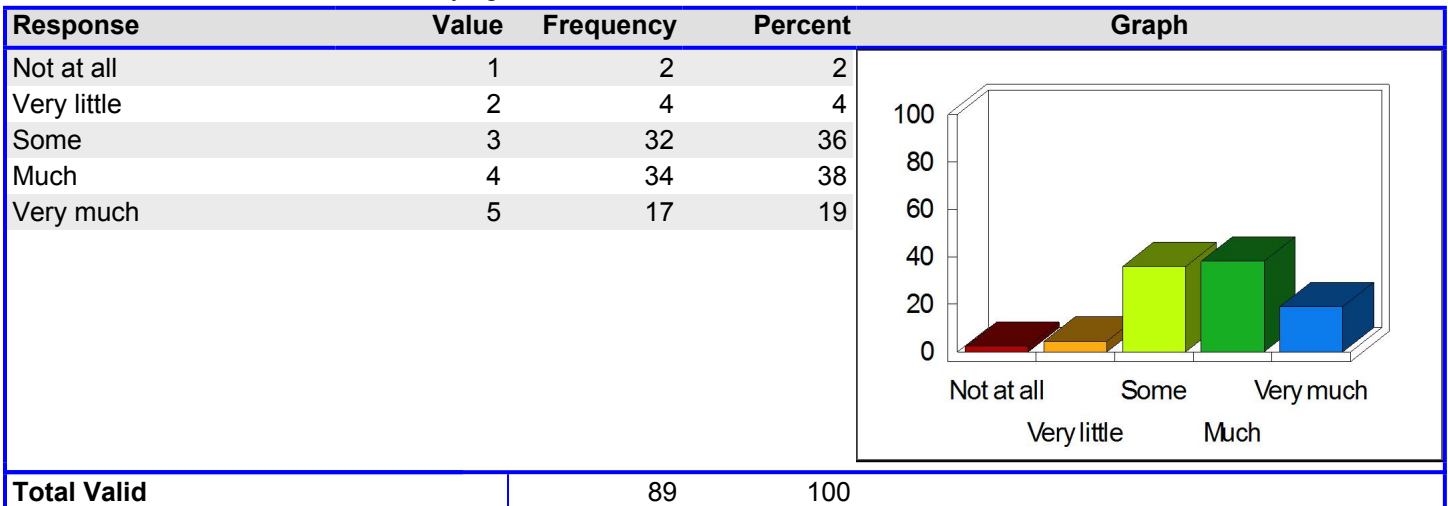 Response Value Frequency Percent Graph
Not at all 1 2 2
Very little 2 4 4
Some 3 32 36
Much 4 34 38
Very much 5 17 19
100
80
60
40
20
0
Not at all Some Very much
Very little Much
Total Valid 89 100